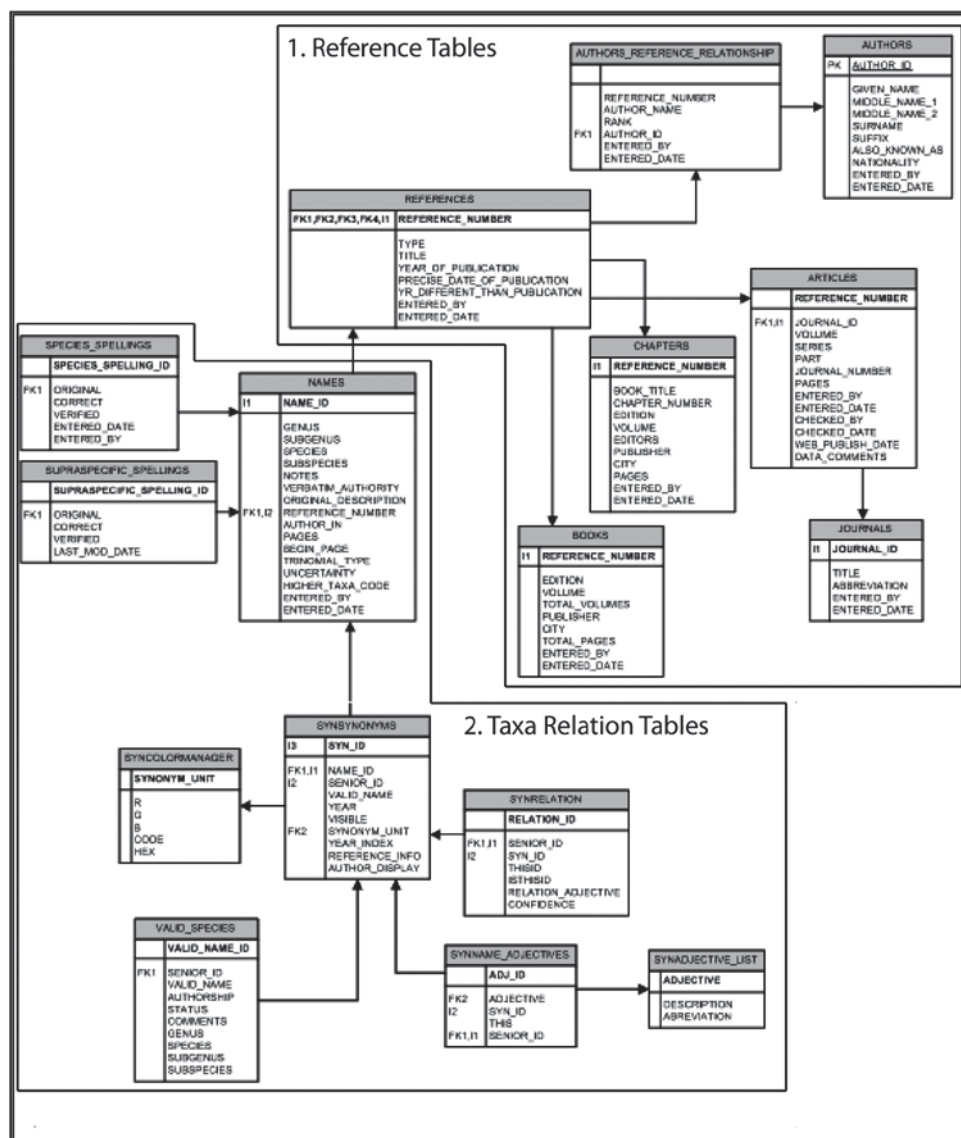 1. Reference Tables
AUTHORS_REFERENCE_RELATIONSHIP
REFERENCE_NUMBER
AUTHOR_NAME
RANK
FK1 AUTHOR_ID
ENTERED_BY
ENTERED_DATE
AUTHORS
PK AUTHOR_ID
GIVEN_NAME
MIDDLE_NAME_1
MIDDLE_NAME_2
SURNAME
SUFFIX
ALSO_KNOWN_AS
NATIONALITY
ENTERED_BY
ENTERED_DATE
REFERENCES
FK1,FK2,FK3,FK4,I1 REFERENCE_NUMBER
TYPE
TITLE
YEAR_OF_PUBLICATION
PRECISE_DATE_OF_PUBLICATION
YR_DIFFERENT_THAN_PUBLICATION
ENTERED_BY
ENTERED_DATE
ARTICLES
REFERENCE_NUMBER
FK1,I1 JOURNAL_ID
VOLUME
SERIES
PART
JOURNAL_NUMBER
PAGES
ENTERED_BY
ENTERED_DATE
CHECKED_BY
CHECKED_DATE
WEB_PUBLISH_DATE
DATA_COMMENTS
CHAPTERS
I1 REFERENCE_NUMBER
BOOK_TITLE
CHAPTER_NUMBER
EDITION
VOLUME
EDITORS
PUBLISHER
CITY
PAGES
ENTERED_BY
ENTERED_DATE
SPECIES_SPELLINGS
SPECIES_SPELLING_ID
FK1 ORIGINAL
CORRECT
VERIFIED
ENTERED_DATE
ENTERED_BY
NAMES
I1 NAME_ID
GENUS
SUBGENUS
SPECIES
SUBSPECIES
NOTES
VERBATIM_AUTHORITY
ORIGINAL_DESCRIPTION
FK1,I2 REFERENCE_NUMBER
AUTHOR_IN
PAGES
BEGIN_PAGE
TRINOMIAL_TYPE
UNCERTAINTY
HIGHER_TAXA_CODE
ENTERED_BY
ENTERED_DATE
SUPRASPECIFIC_SPELLINGS
SUPRASPECIFIC_SPELLING_ID
FK1 ORIGINAL
CORRECT
VERIFIED
LAST_MOD_DATE
BOOKS
I1 REFERENCE_NUMBER
EDITION
VOLUME
TOTAL_VOLUMES
PUBLISHER
CITY
TOTAL_PAGES
ENTERED_BY
ENTERED_DATE
JOURNALS
I1 JOURNAL_ID
TITLE
ABBREVIATION
ENTERED_BY
ENTERED_DATE
2. Taxa Relation Tables
SYNSYNONYMS
I3 SYN_ID
FK1,I1 NAME_ID
I2 SENIOR_ID
VALID_NAME
YEAR
VISIBLE
FK2 SYNONYM_UNIT
YEAR_INDEX
REFERENCE_INFO
AUTHOR_DISPLAY
SYNCOLORMANAGER
SYNONYM_UNIT
R
G
B
CODE
HEX
SYNRELATION
RELATION_ID
FK1,I1 SENIOR_ID
I2 SYN_ID
THISID
ISTHISID
RELATION_ADJECTIVE
CONFIDENCE
VALID_SPECIES
VALID_NAME_ID
FK1 SENIOR_ID
VALID_NAME
AUTHORSHIP
STATUS
COMMENTS
GENUS
SPECIES
SUBGENUS
SUBSPECIES
SYNNAME_ADJECTIVES
ADJ_ID
FK2 ADJECTIVE
I2 SYN_ID
THIS
FK1,I1 SENIOR_ID
SYNADJECTIVE_LIST
ADJECTIVE
DESCRIPTION
ABREVIATION